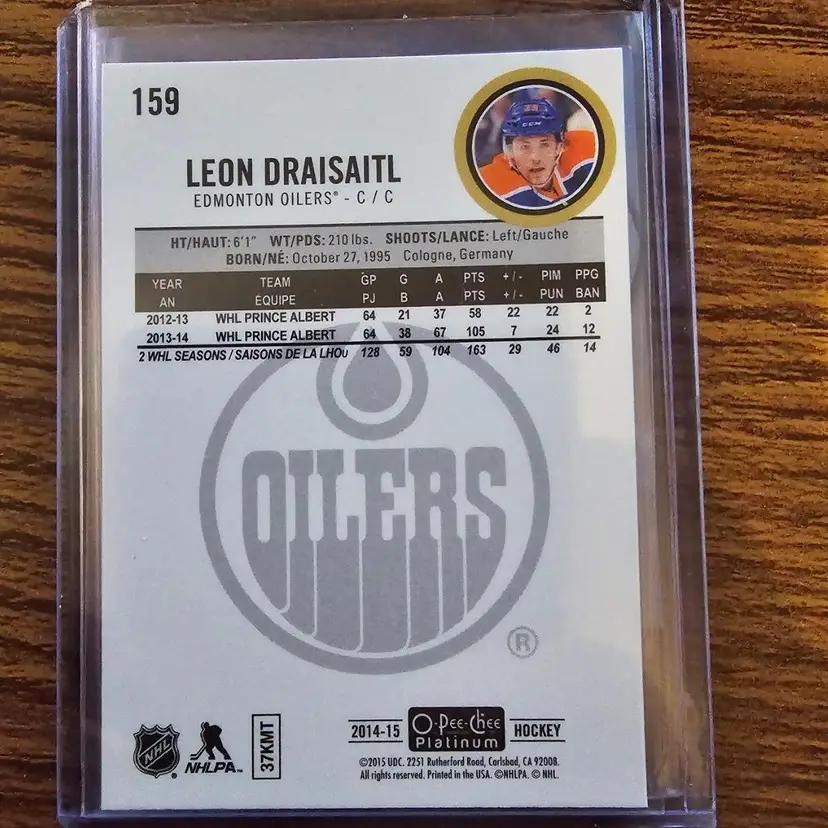 159
LEON DRAISAITL
EDMONTON OILERS® - C / C
HT/HAUT: 6'1" WT/PDS: 210 lbs. SHOOTS/LANCE: Left/Gauche
BORN/NÉ: October 27, 1995 Cologne, Germany
YEAR TEAM GP G A PTS +/- PIM PPG
AN ÉQUIPE PJ B A PTS +/- PUN BAN
2012-13 WHL PRINCE ALBERT 64 21 37 58 22 22 2
2013-14 WHL PRINCE ALBERT 64 38 67 105 7 24 12
2 WHL SEASONS / SAISONS DE LA LHOu 128 59 104 163 29 46 14
OILERS
®
NHL
NHLPA™
37KMT
2014-15 O-Pee-Chee Platinum HOCKEY
©2015 UDC. 2251 Rutherford Road, Carlsbad, CA 92008.
All rights reserved. Printed in the USA. ©NHLPA. © NHL.